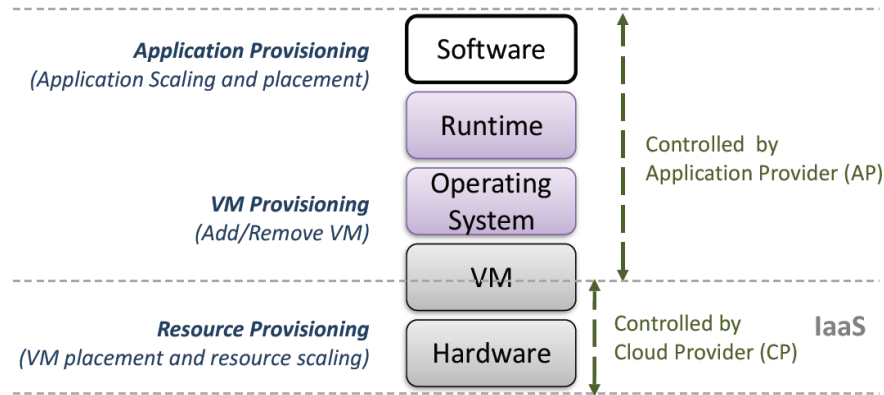 Application Provisioning
(Application Scaling and placement)
Software
Runtime
Controlled by
Application Provider (AP)
VM Provisioning
(Add/Remove VM)
Operating
System
VM
Resource Provisioning
(VM placement and resource scaling)
Hardware
Controlled by
Cloud Provider (CP)
IaaS